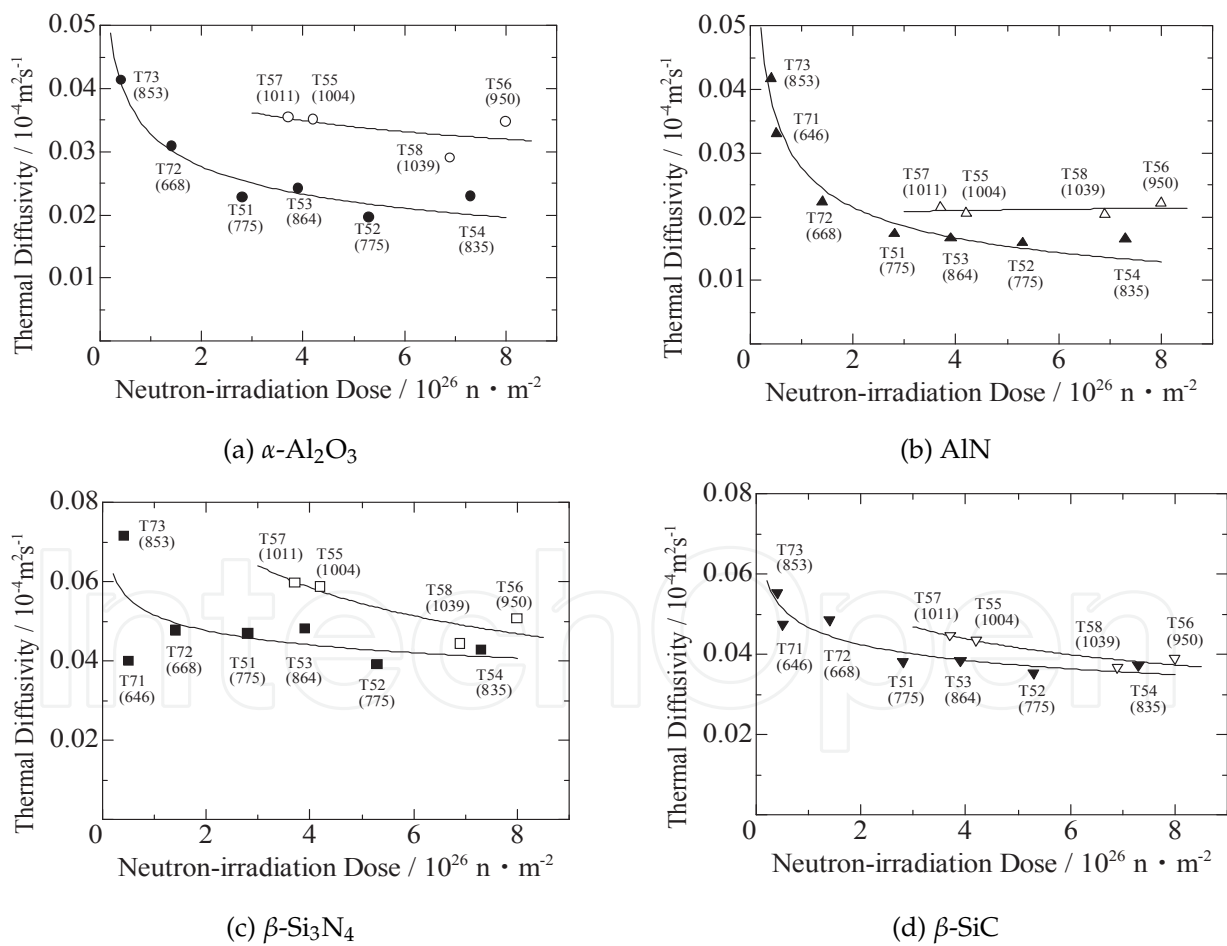 0.05
0.04
0.03
0.02
0.01
0.00
Thermal Diffusivity / 10⁻⁴m²s⁻¹
T73
(853)
T72
(668)
T51
(775)
T53
(864)
T52
(775)
T54
(835)
T57
(1011)
T55
(1004)
T58
(1039)
T56
(950)
0 2 4 6 8
Neutron-irradiation Dose / 10²⁶ n・m⁻²
(a) α-Al₂O₃
0.05
0.04
0.03
0.02
0.01
0.00
Thermal Diffusivity / 10⁻⁴m²s⁻¹
T73
(853)
T71
(646)
T72
(668)
T51
(775)
T53
(864)
T52
(775)
T54
(835)
T57
(1011)
T55
(1004)
T58
(1039)
T56
(950)
0 2 4 6 8
Neutron-irradiation Dose / 10²⁶ n・m⁻²
(b) AlN
0.08
0.06
0.04
0.02
0.00
Thermal Diffusivity / 10⁻⁴m²s⁻¹
T73
(853)
T71
(646)
T72
(668)
T51
(775)
T53
(864)
T52
(775)
T54
(835)
T57
(1011)
T55
(1004)
T58
(1039)
T56
(950)
0 2 4 6 8
Neutron-irradiation Dose / 10²⁶ n・m⁻²
(c) β-Si₃N₄
0.08
0.06
0.04
0.02
0.00
Thermal Diffusivity / 10⁻⁴m²s⁻¹
T73
(853)
T71
(646)
T72
(668)
T51
(775)
T53
(864)
T52
(775)
T54
(835)
T57
(1011)
T55
(1004)
T58
(1039)
T56
(950)
0 2 4 6 8
Neutron-irradiation Dose / 10²⁶ n・m⁻²
(d) β-SiC
IntechOpen